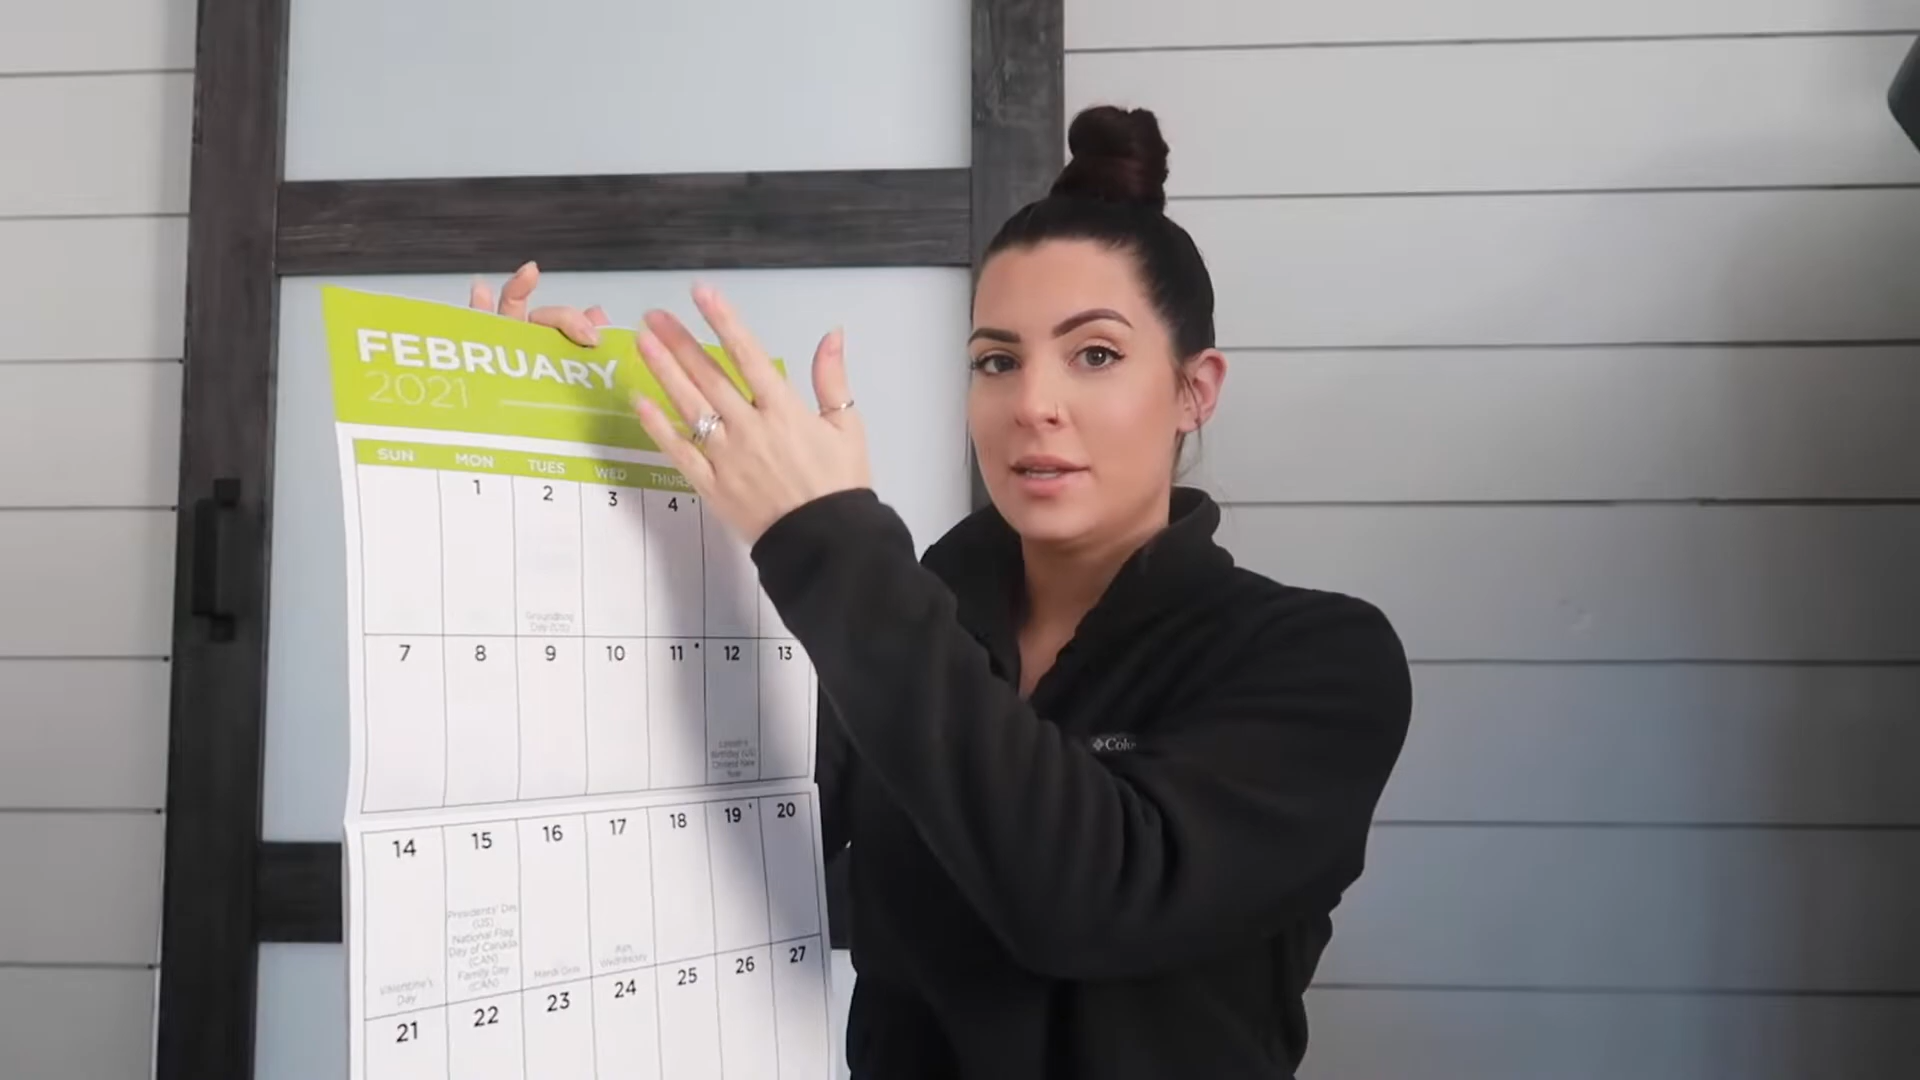 FEBRUARY
2021
SUN MON TUES WED THURS
1 2 3 4
Groundhog
Day (US)
7 8 9 10 11 12 13
Lincoln's
Birthday (US)
Chinese New
Year
14 15 16 17 18 19 20
Presidents' Day
(US)
National Flag
Day of Canada
(CAN)
Family Day
(CAN)
Valentine's
Day
Mardi Gras
Ash
Wednesday
21 22 23 24 25 26 27
Colu